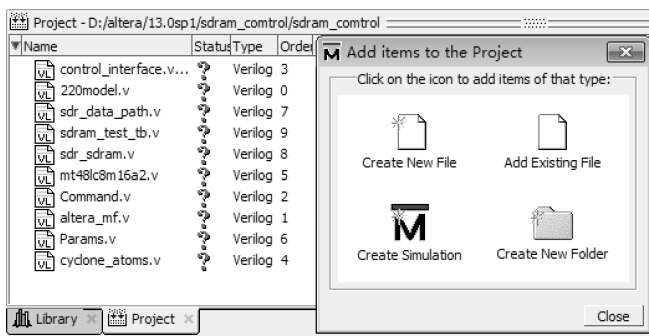 Project - D:/altera/13.0sp1/sdram_comtrol/sdram_comtrol
Name Status Type Order
control_interface.v... Verilog 3
220model.v Verilog 0
sdr_data_path.v Verilog 7
sdram_test_tb.v Verilog 9
sdr_sdram.v Verilog 8
mt48lc8m16a2.v Verilog 5
Command.v Verilog 2
altera_mf.v Verilog 1
Params.v Verilog 6
cyclone_atoms.v Verilog 4
Library Project
Add items to the Project
Click on the icon to add items of that type:
Create New File Add Existing File
Create Simulation Create New Folder
Close